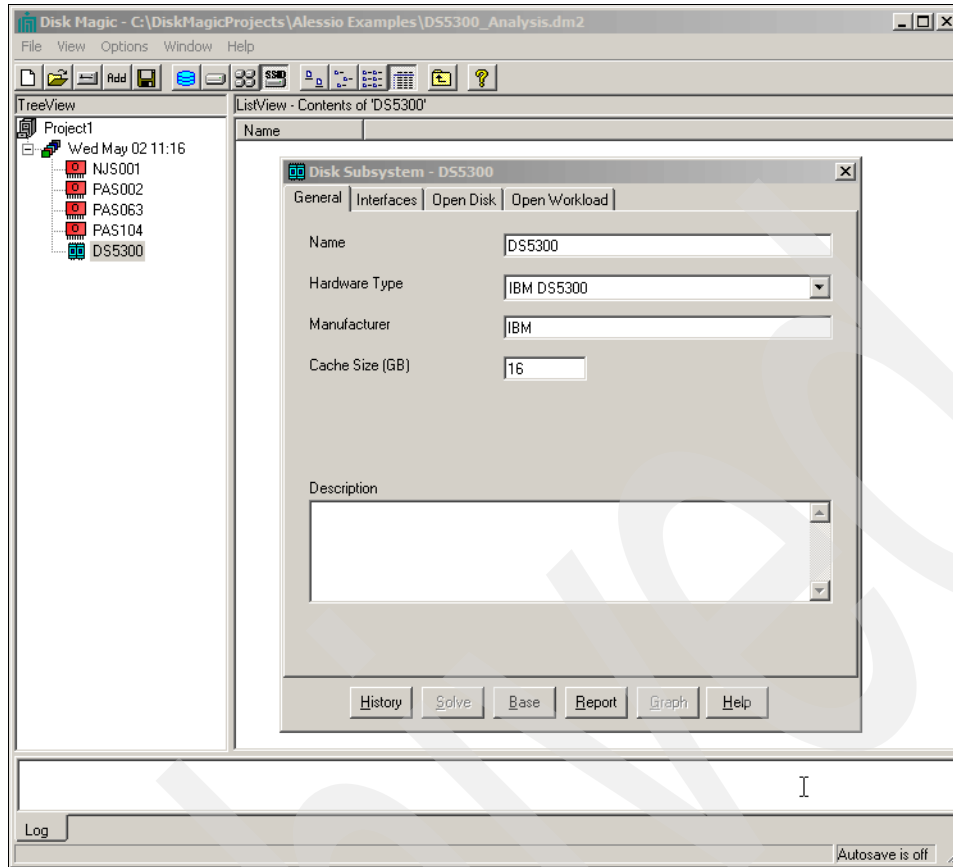 Disk Magic - C:\DiskMagicProjects\Alessio Examples\DS5300_Analysis.dm2
File View Options Window Help
Add
SSID
TreeView
ListView - Contents of 'DS5300'
Project1
Name
Wed May 02 11:16
NJS001
PAS002
PAS063
PAS104
DS5300
Disk Subsystem - DS5300
General Interfaces Open Disk Open Workload
Name
DS5300
Hardware Type
IBM DS5300
Manufacturer
IBM
Cache Size (GB)
16
Description
History Solve Base Report Graph Help
Log
Autosave is off